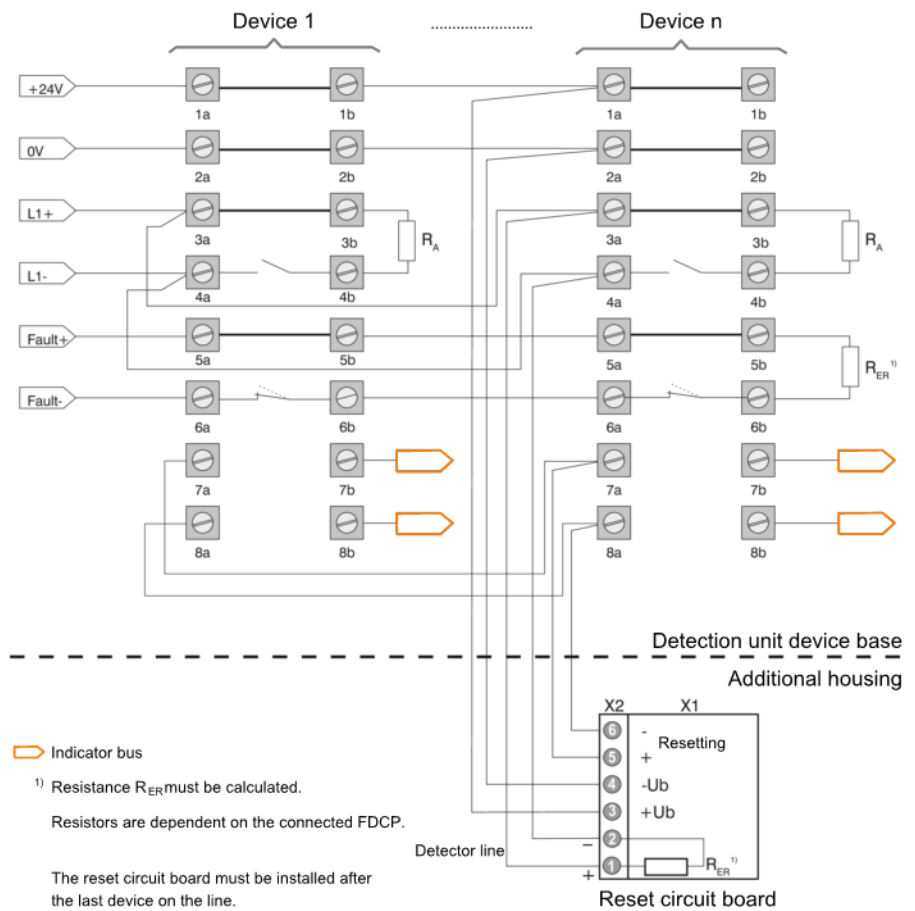 Device 1 ........................ Device n
+24V 1a 1b 1a 1b
0V 2a 2b 2a 2b
L1+ 3a 3b RA 3a 3b RA
L1- 4a 4b 4a 4b
Fault+ 5a 5b 5a 5b RER 1)
Fault- 6a 6b 6a 6b
7a 7b 7a 7b
8a 8b 8a 8b
Detection unit device base
Additional housing
X2 X1
6 - Resetting
5 +
4 -Ub
3 +Ub
2 −
Detector line
1 + RER 1)
Reset circuit board
Indicator bus
1) Resistance RER must be calculated.
Resistors are dependent on the connected FDCP.
The reset circuit board must be installed after
the last device on the line.